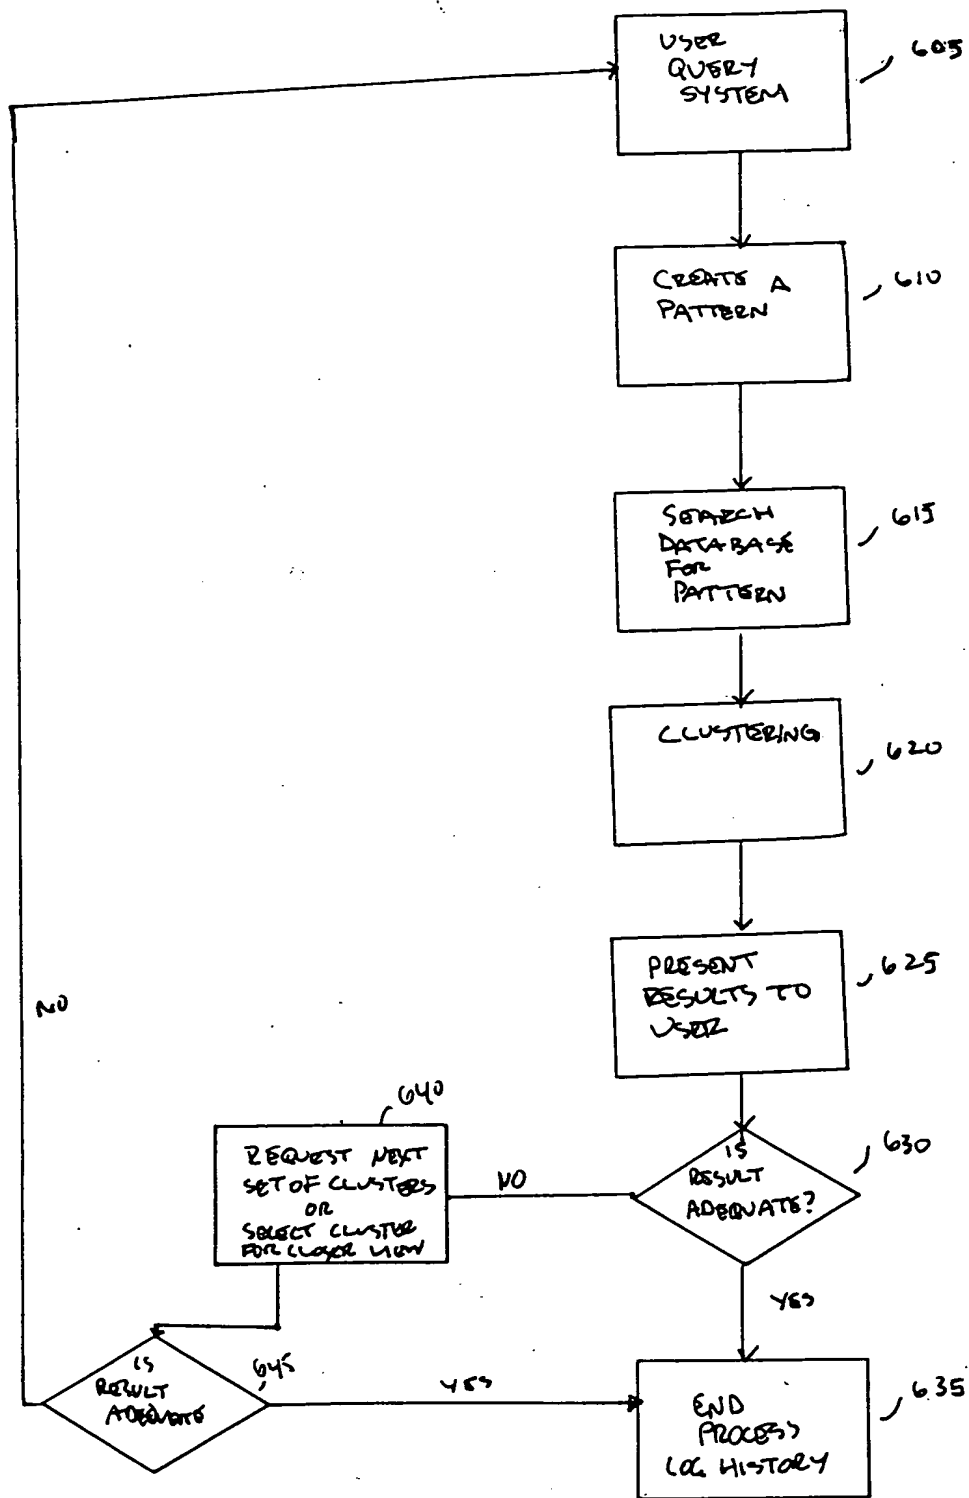 USER
QUERY
SYSTEM
605
CREATE A
PATTERN
610
SEARCH
DATABASE
FOR
PATTERN
615
CLUSTERING
620
PRESENT
RESULTS TO
USER
625
NO
640
REQUEST NEXT
SET OF CLUSTERS
OR
SELECT CLUSTER
FOR CLOSER VIEW
NO
IS
RESULT
ADEQUATE?
630
YES
IS
RESULT
ADEQUATE
645
YES
END
PROCESS
LOG HISTORY
635